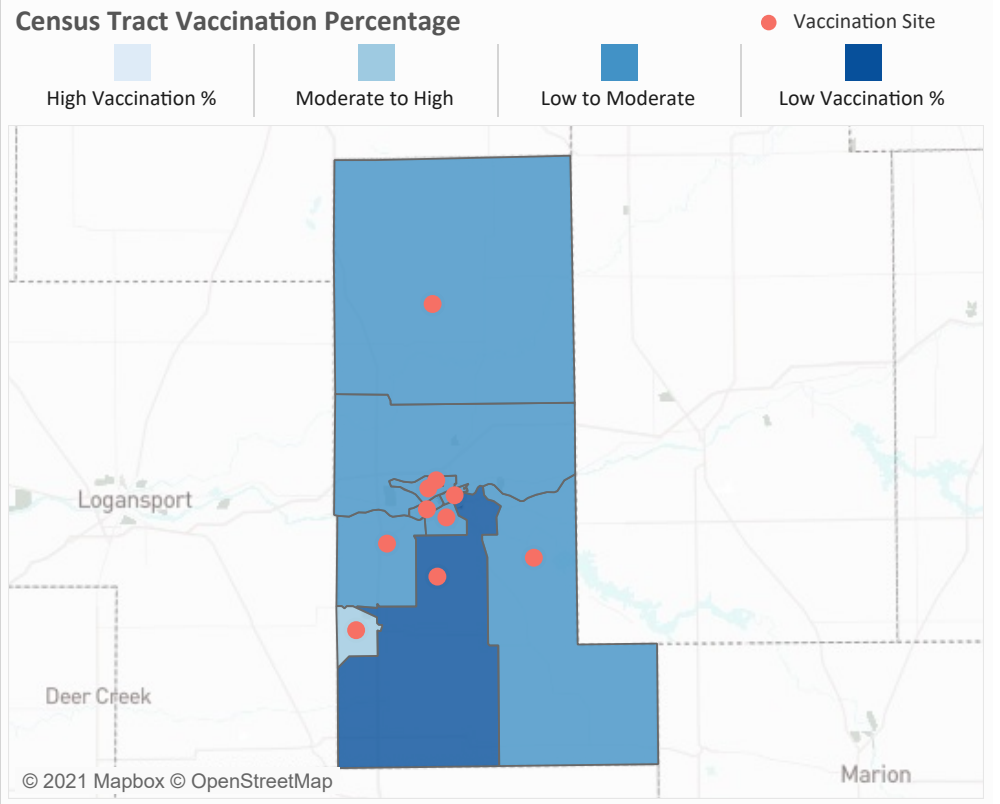 Census Tract Vaccination Percentage
Vaccination Site
High Vaccination %
Moderate to High
Low to Moderate
Low Vaccination %
Logansport
Deer Creek
Marion
© 2021 Mapbox © OpenStreetMap